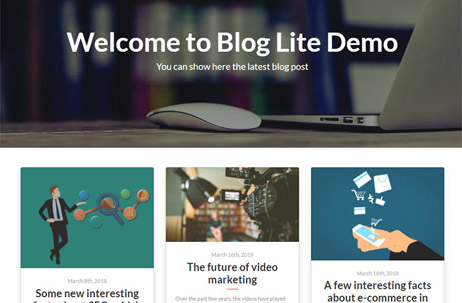 Welcome to Blog Lite Demo
You can show here the latest blog post
March 8th, 2018
Some new interesting
March 16th, 2018
The future of video
marketing
Over the past few years, the videos have played
March 16th, 2018
A few interesting facts
about e-commerce in